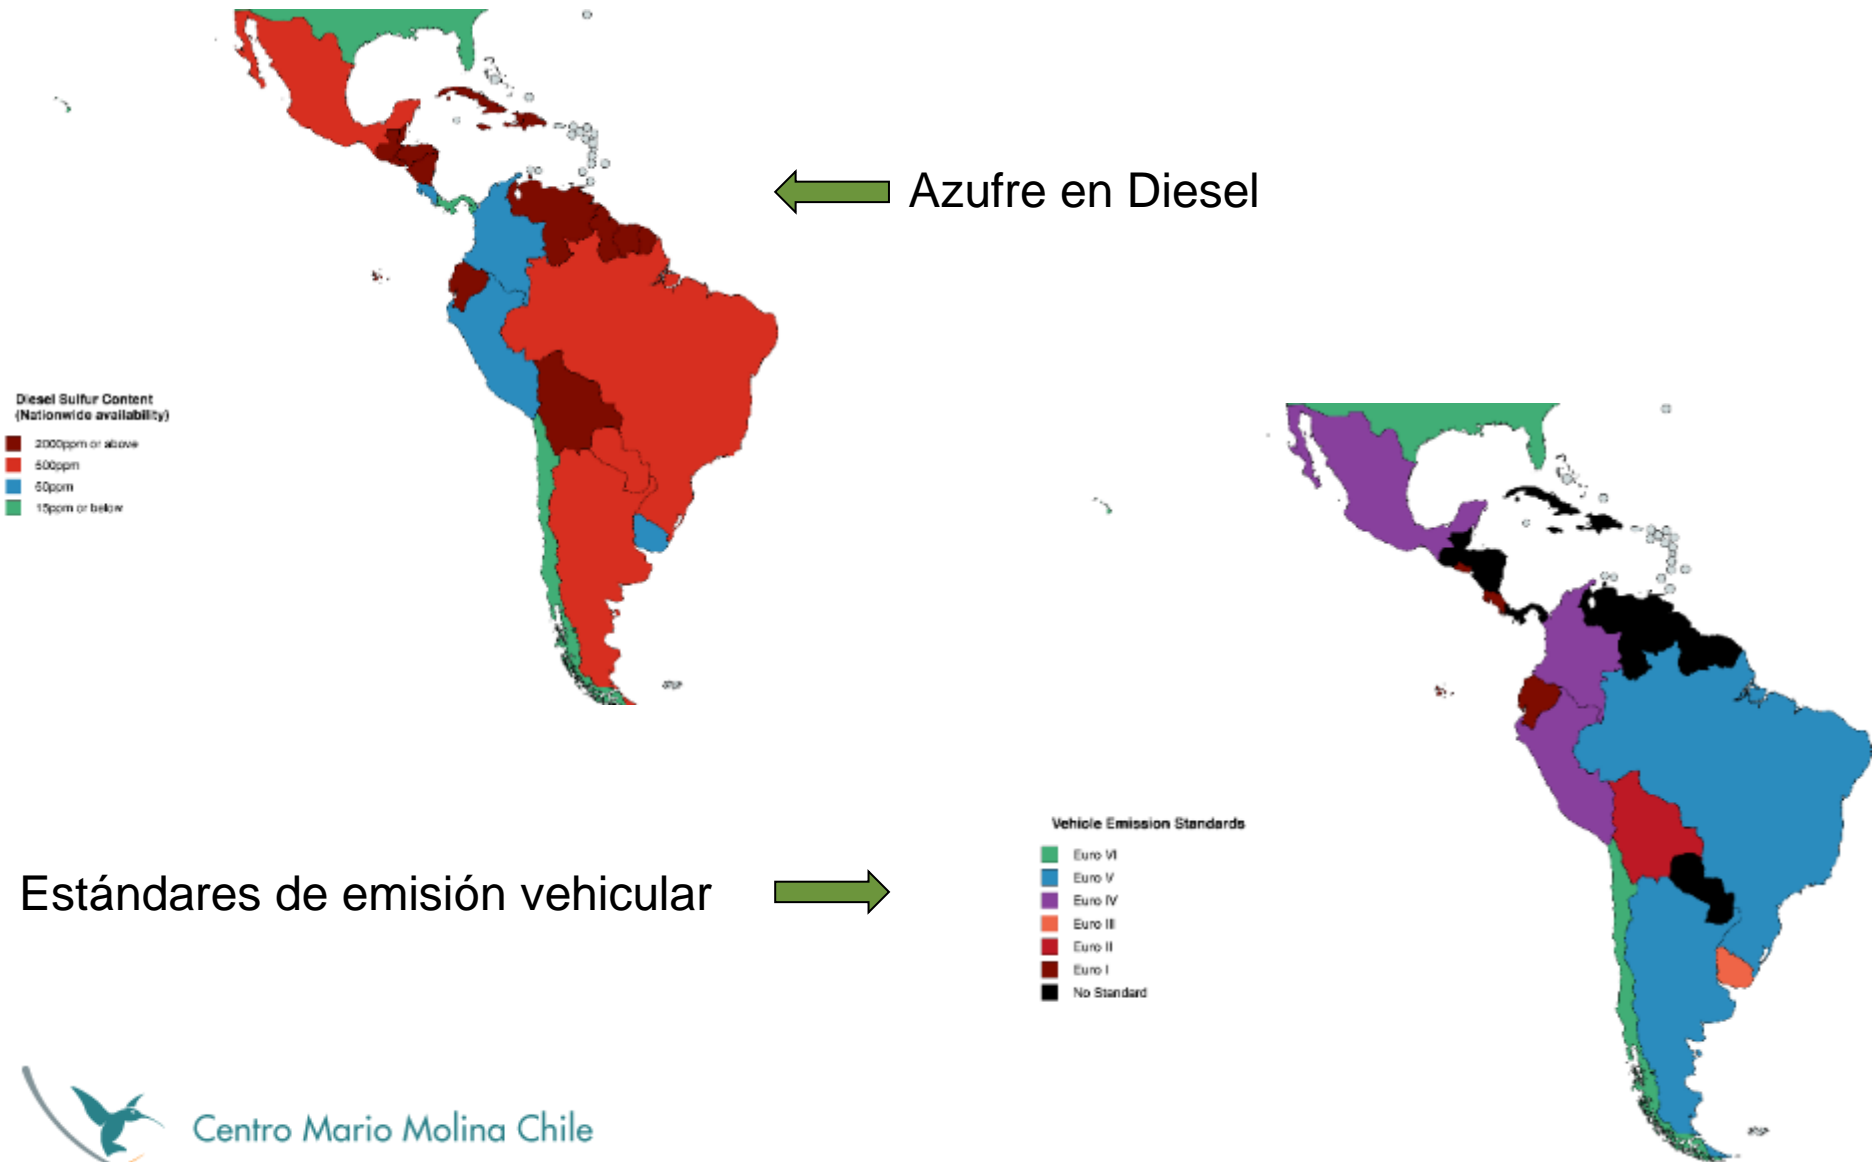 Azufre en Diesel
Diesel Sulfur Content
(Nationwide availability)
2000ppm or above
500ppm
50ppm
15ppm or below
Vehicle Emission Standards
Euro VI
Euro V
Euro IV
Euro III
Euro II
Euro I
No Standard
Estándares de emisión vehicular
Centro Mario Molina Chile